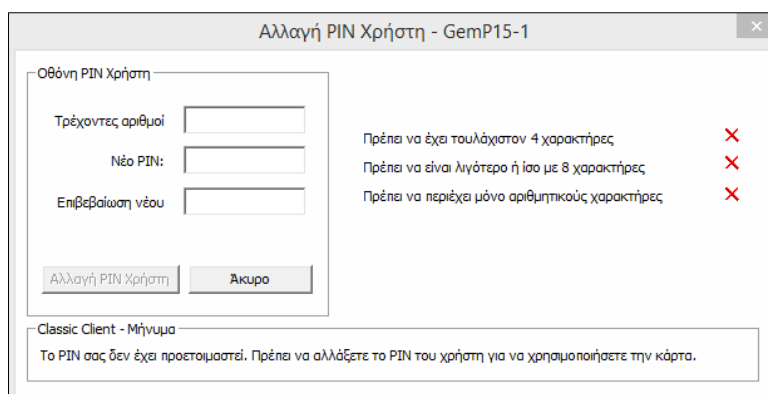 Αλλαγή PIN Χρήστη - GemP15-1
Οθόνη PIN Χρήστη
Τρέχοντες αριθμοί
Νέο PIN:
Επιβεβαίωση νέου
Πρέπει να έχει τουλάχιστον 4 χαρακτήρες
Πρέπει να είναι λιγότερο ή ίσο με 8 χαρακτήρες
Πρέπει να περιέχει μόνο αριθμητικούς χαρακτήρες
Αλλαγή PIN Χρήστη
Άκυρο
Classic Client - Μήνυμα
Το PIN σας δεν έχει προετοιμαστεί. Πρέπει να αλλάξετε το PIN του χρήστη για να χρησιμοποιήσετε την κάρτα.